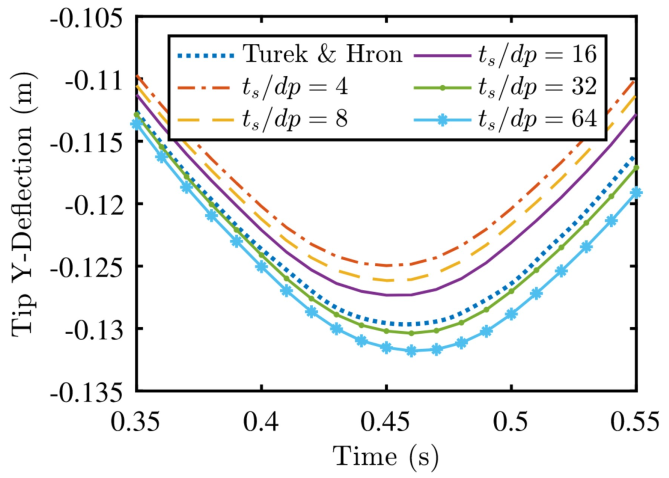 -0.105
Turek & Hron
t_s/dp = 16
-0.11
t_s/dp = 4
t_s/dp = 32
t_s/dp = 8
t_s/dp = 64
-0.115
-0.12
-0.125
-0.13
-0.135
Tip Y-Deflection (m)
0.35
0.4
0.45
0.5
0.55
Time (s)